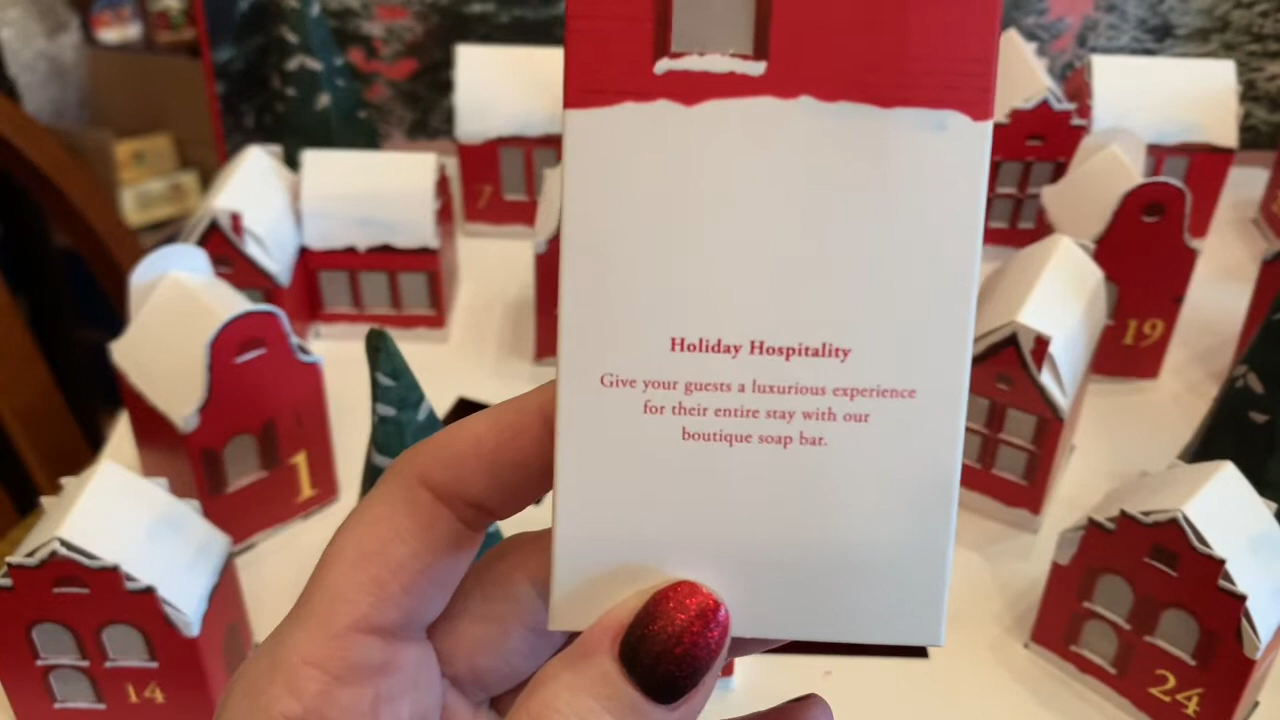 7
Holiday Hospitality
Give your guests a luxurious experience
for their entire stay with our
boutique soap bar.
19
1
14
24